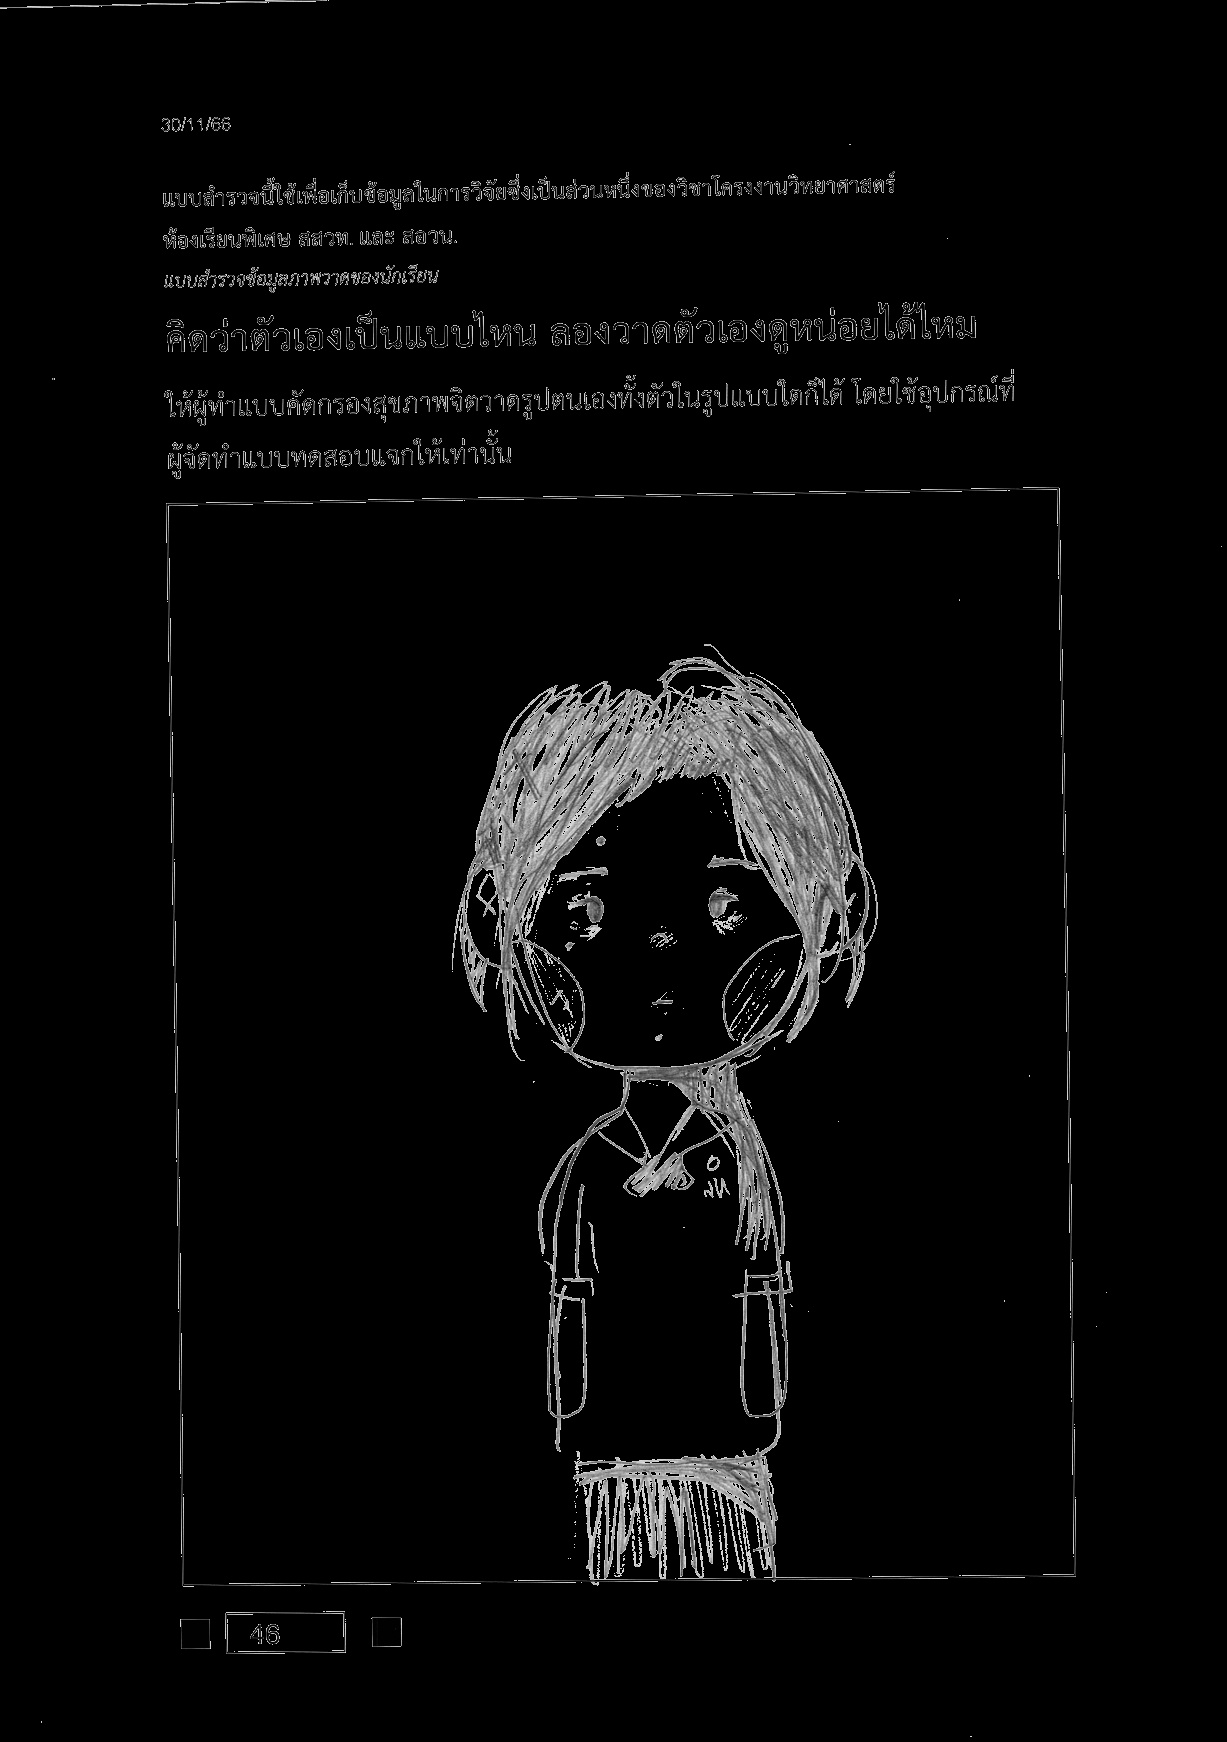 30/11/66
แบบสำรวจนี้ใช้เพื่อเก็บข้อมูลในการวิจัยซึ่งเป็นส่วนหนึ่งของวิชาโครงงานวิทยาศาสตร์
ห้องเรียนพิเศษ สสวท. และ สอวน.
แบบสำรวจข้อมูลภาพวาดของนักเรียน
คิดว่าตัวเองเป็นแบบไหน ลองวาดตัวเองดูหน่อยได้ไหม
ให้ผู้ทำแบบคัดกรองสุขภาพจิตวาดรูปตนเองทั้งตัวในรูปแบบใดก็ได้ โดยใช้อุปกรณ์ที่
ผู้จัดทำแบบทดสอบแจกให้เท่านั้น
46